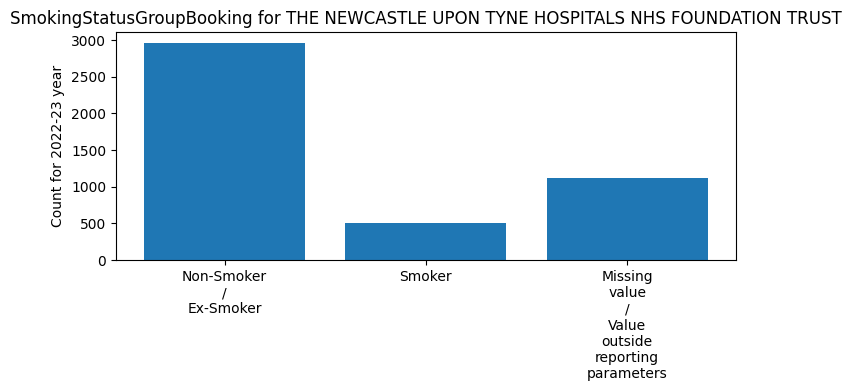 SmokingStatusGroupBooking for THE NEWCASTLE UPON TYNE HOSPITALS NHS FOUNDATION TRUST
Count for 2022-23 year
3000
2500
2000
1500
1000
500
0
Non-Smoker
/
Ex-Smoker
Smoker
Missing
value
/
Value
outside
reporting
parameters